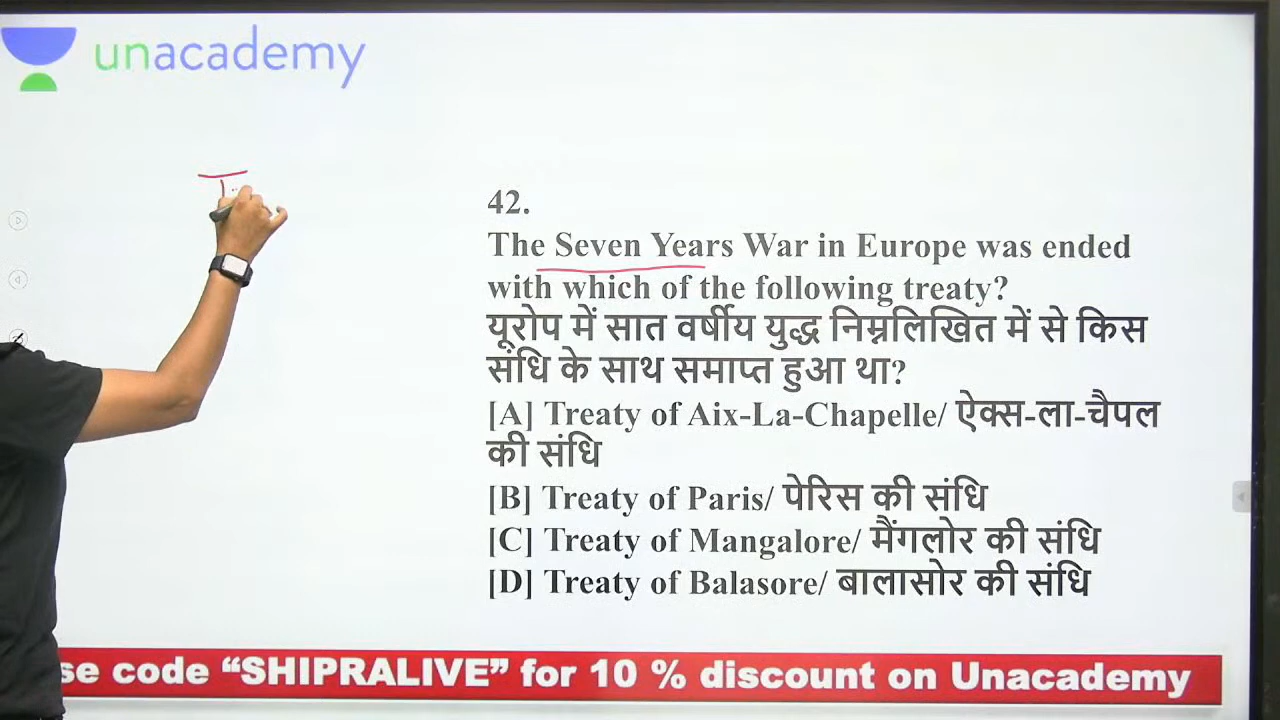 unacademy
42.
The Seven Years War in Europe was ended
with which of the following treaty?
यूरोप में सात वर्षीय युद्ध निम्नलिखित में से किस
संधि के साथ समाप्त हुआ था?
[A] Treaty of Aix-La-Chapelle/ ऐक्स-ला-चैपल
की संधि
[B] Treaty of Paris/ पेरिस की संधि
[C] Treaty of Mangalore/ मैंगलोर की संधि
[D] Treaty of Balasore/ बालासोर की संधि
se code “SHIPRALIVE” for 10 % discount on Unacademy